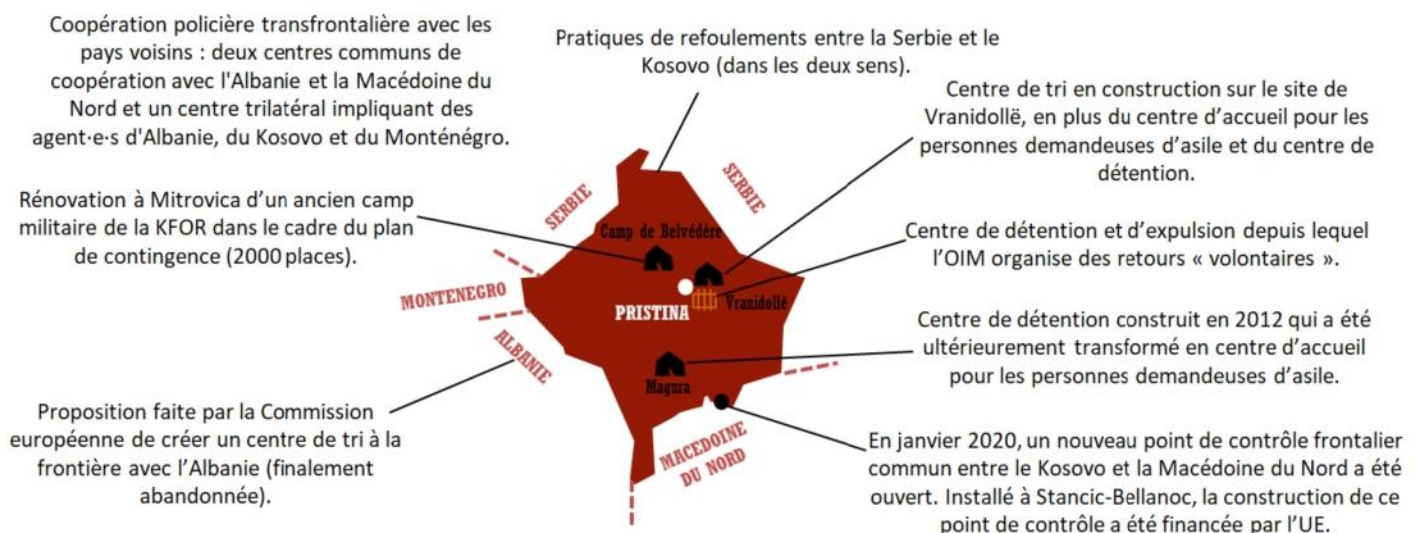 Coopération policière transfrontalière avec les
pays voisins : deux centres communs de
coopération avec l'Albanie et la Macédoine du
Nord et un centre trilatéral impliquant des
agent·e·s d'Albanie, du Kosovo et du Monténégro.
Pratiques de refoulements entre la Serbie et le
Kosovo (dans les deux sens).
Centre de tri en construction sur le site de
Vranidollë, en plus du centre d’accueil pour les
personnes demandeuses d’asile et du centre de
détention.
Rénovation à Mitrovica d’un ancien camp
militaire de la KFOR dans le cadre du plan
de contingence (2000 places).
SERBIE
SERBIE
Camp de Belvédère
Centre de détention et d’expulsion depuis lequel
l’OIM organise des retours « volontaires ».
MONTENEGRO
PRISTINA
Vranidollë
ALBANIE
Centre de détention construit en 2012 qui a été
ultérieurement transformé en centre d’accueil
pour les personnes demandeuses d’asile.
Magura
Proposition faite par la Commission
européenne de créer un centre de tri à la
frontière avec l’Albanie (finalement
abandonnée).
MACEDOINE
DU NORD
En janvier 2020, un nouveau point de contrôle frontalier
commun entre le Kosovo et la Macédoine du Nord a été
ouvert. Installé à Stancic-Bellanoc, la construction de ce
point de contrôle a été financée par l’UE.